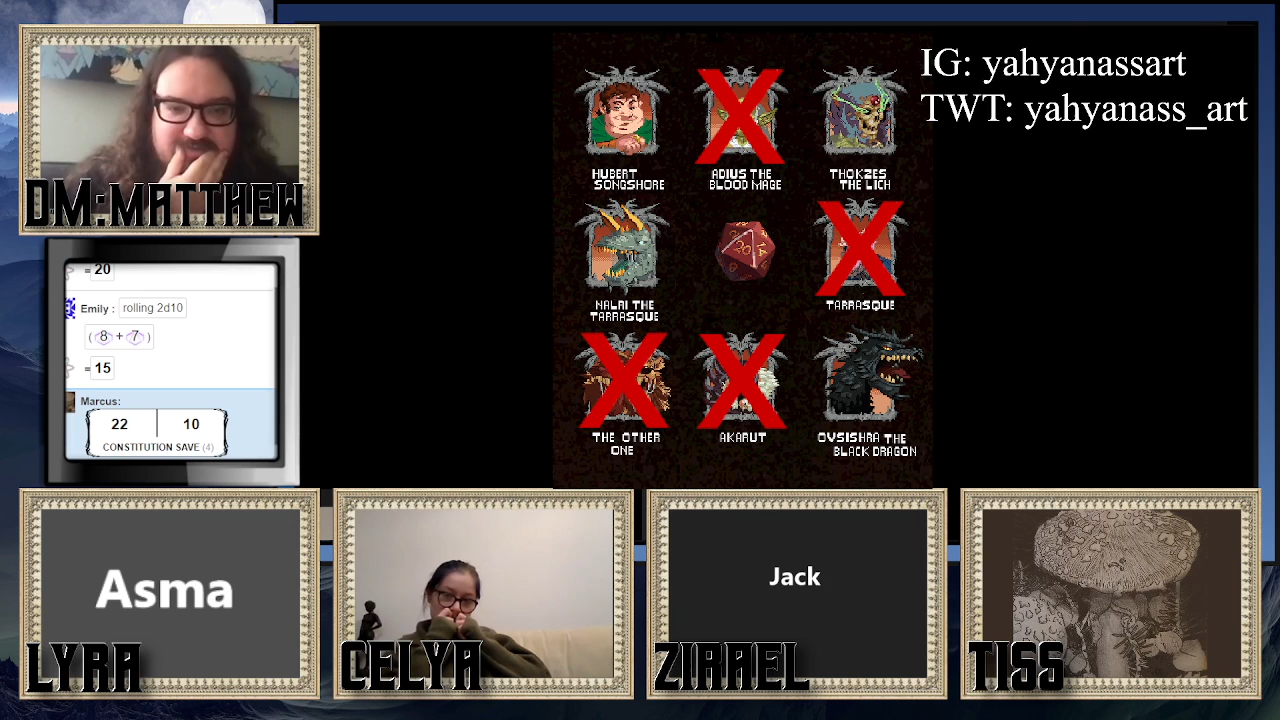 IG: yahyanassart
TWT: yahyanass_art
DM:MATTHEW
HUBERT
SONGSHORE
ADIUS THE
BLOOD MAGE
THOKZES
THE LICH
NALAI THE
TARRASQUE
20
TARRASQUE
THE OTHER
ONE
AKARUT
OVSISHRA THE
BLACK DRAGON
= 20
Emily : rolling 2d10
( 8 + 7 )
= 15
Marcus:
22 10
CONSTITUTION SAVE (4)
Asma
LYRA
CELYA
Jack
ZIRAEL
TISS